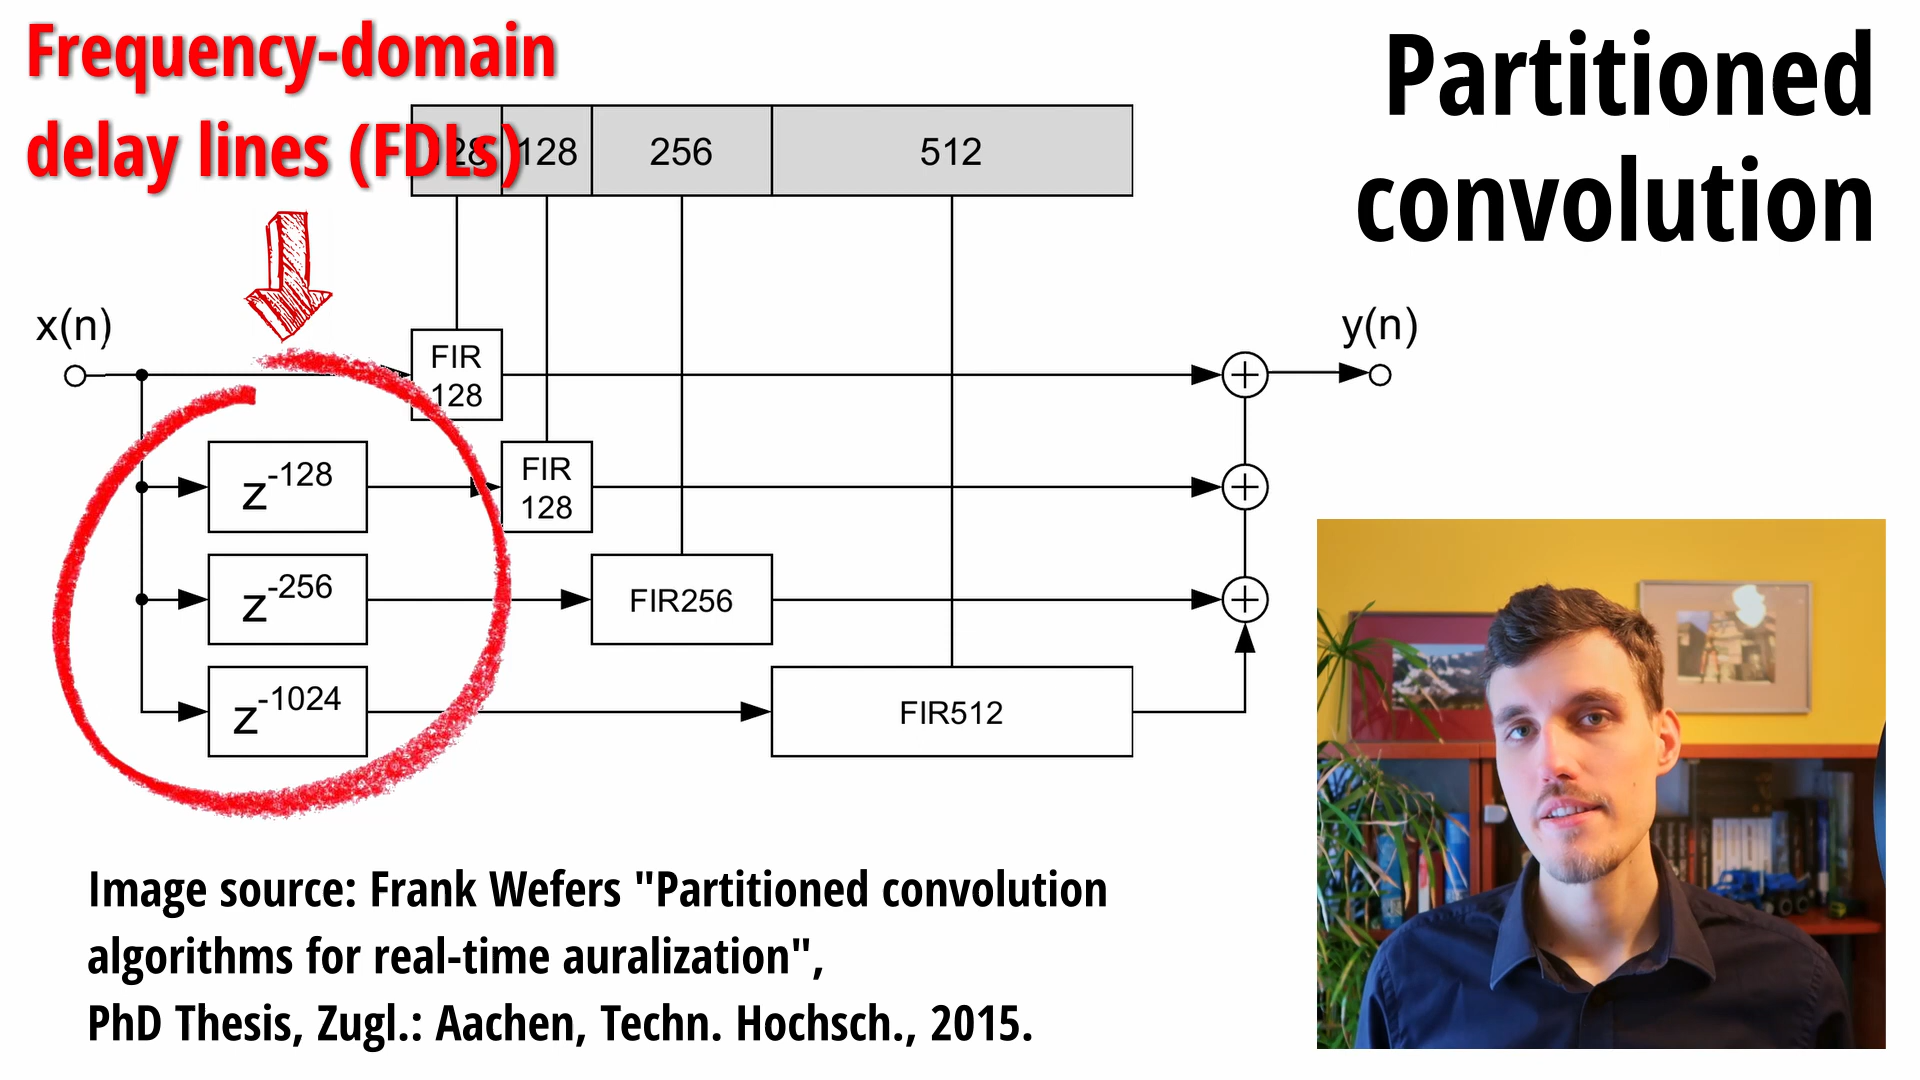 Frequency-domain
delay lines (FDLs)
Partitioned
convolution
128 128 256 512
x(n)
y(n)
FIR
128
z-128
FIR
128
z-256
FIR256
z-1024
FIR512
Image source: Frank Wefers "Partitioned convolution
algorithms for real-time auralization",
PhD Thesis, Zugl.: Aachen, Techn. Hochsch., 2015.